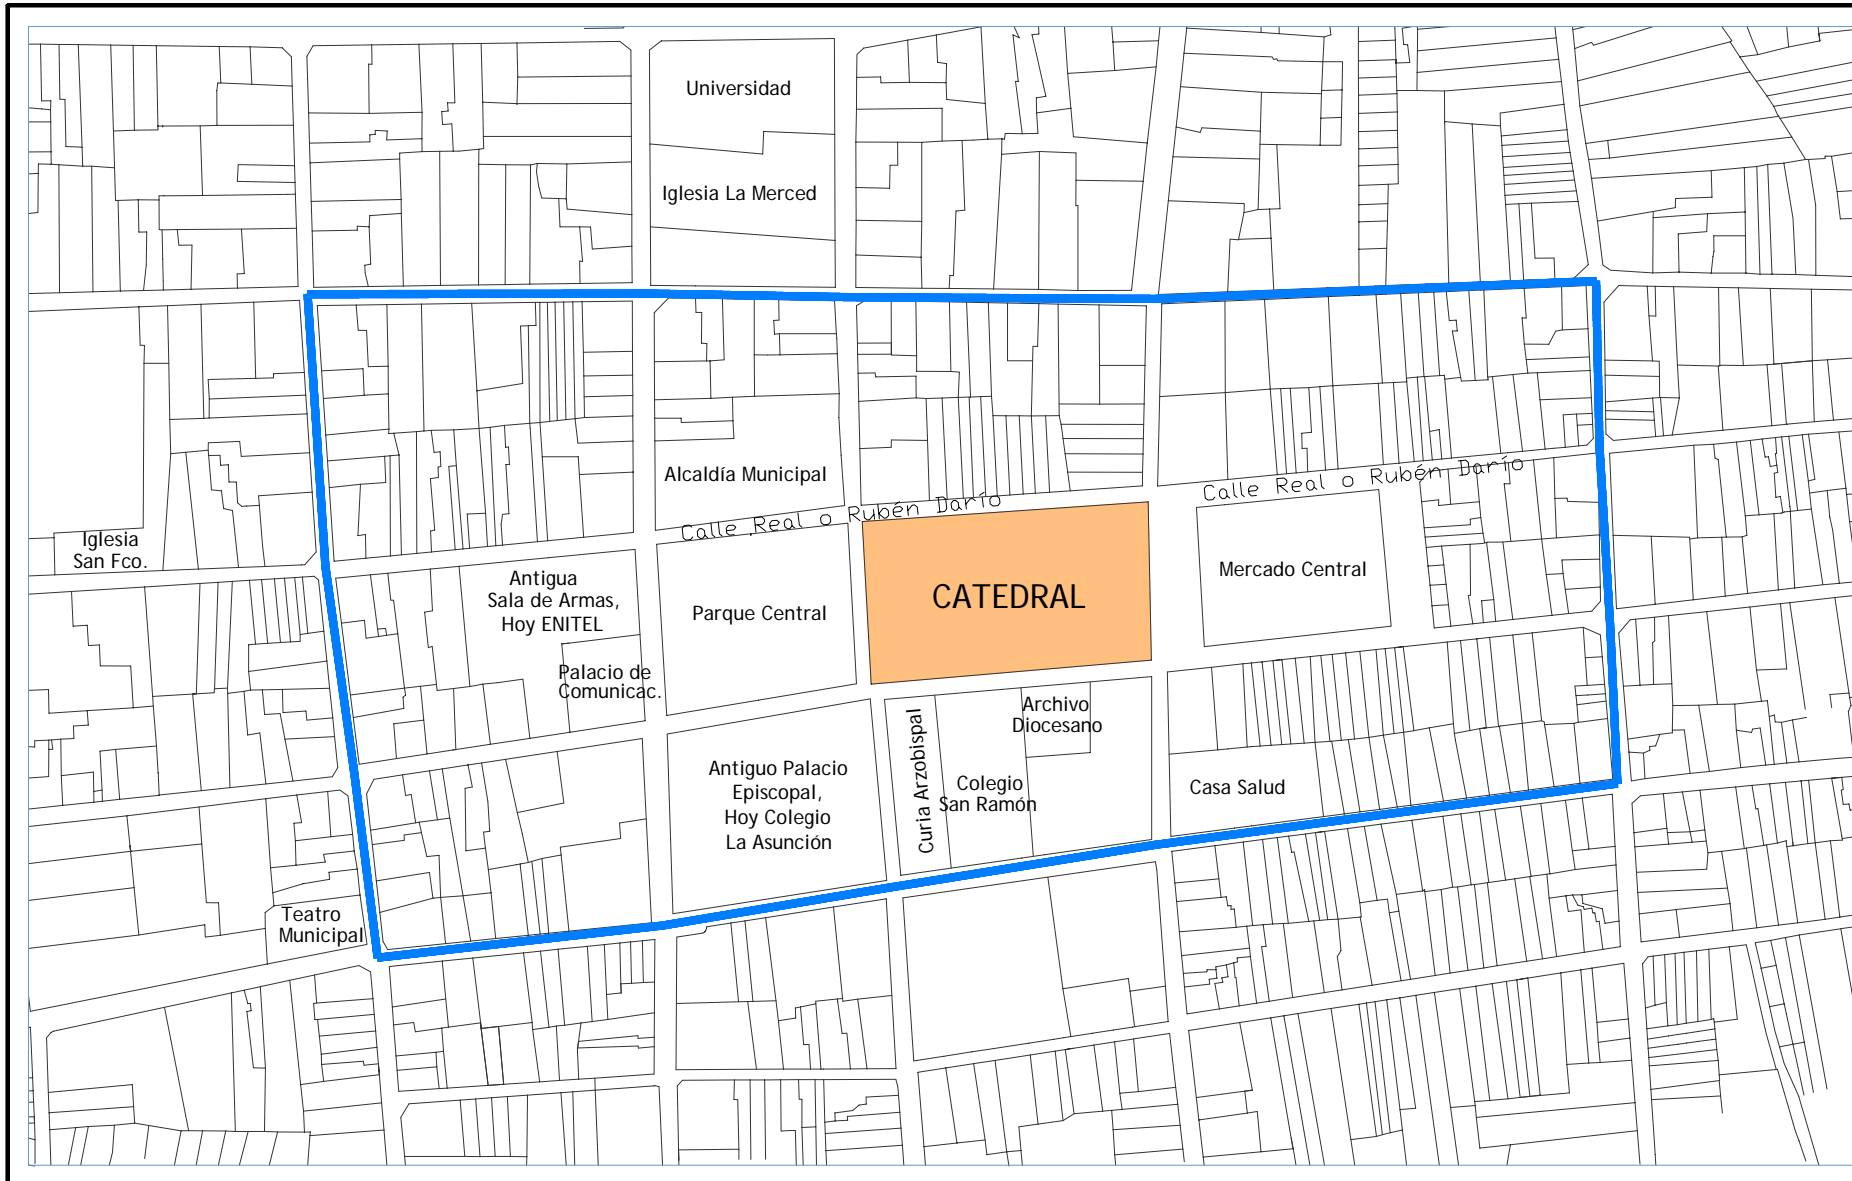 Universidad
Iglesia La Merced
Alcaldía Municipal
Calle Real o Rubén Darío
Calle Real o Rubén Darío
Iglesia
San Fco.
Antigua
Sala de Armas,
Hoy ENITEL
Parque Central
CATEDRAL
Mercado Central
Palacio de
Comunicac.
Archivo
Diocesano
Curia Arzobispal
Antiguo Palacio
Episcopal,
Hoy Colegio
La Asunción
Colegio
San Ramón
Casa Salud
Teatro
Municipal